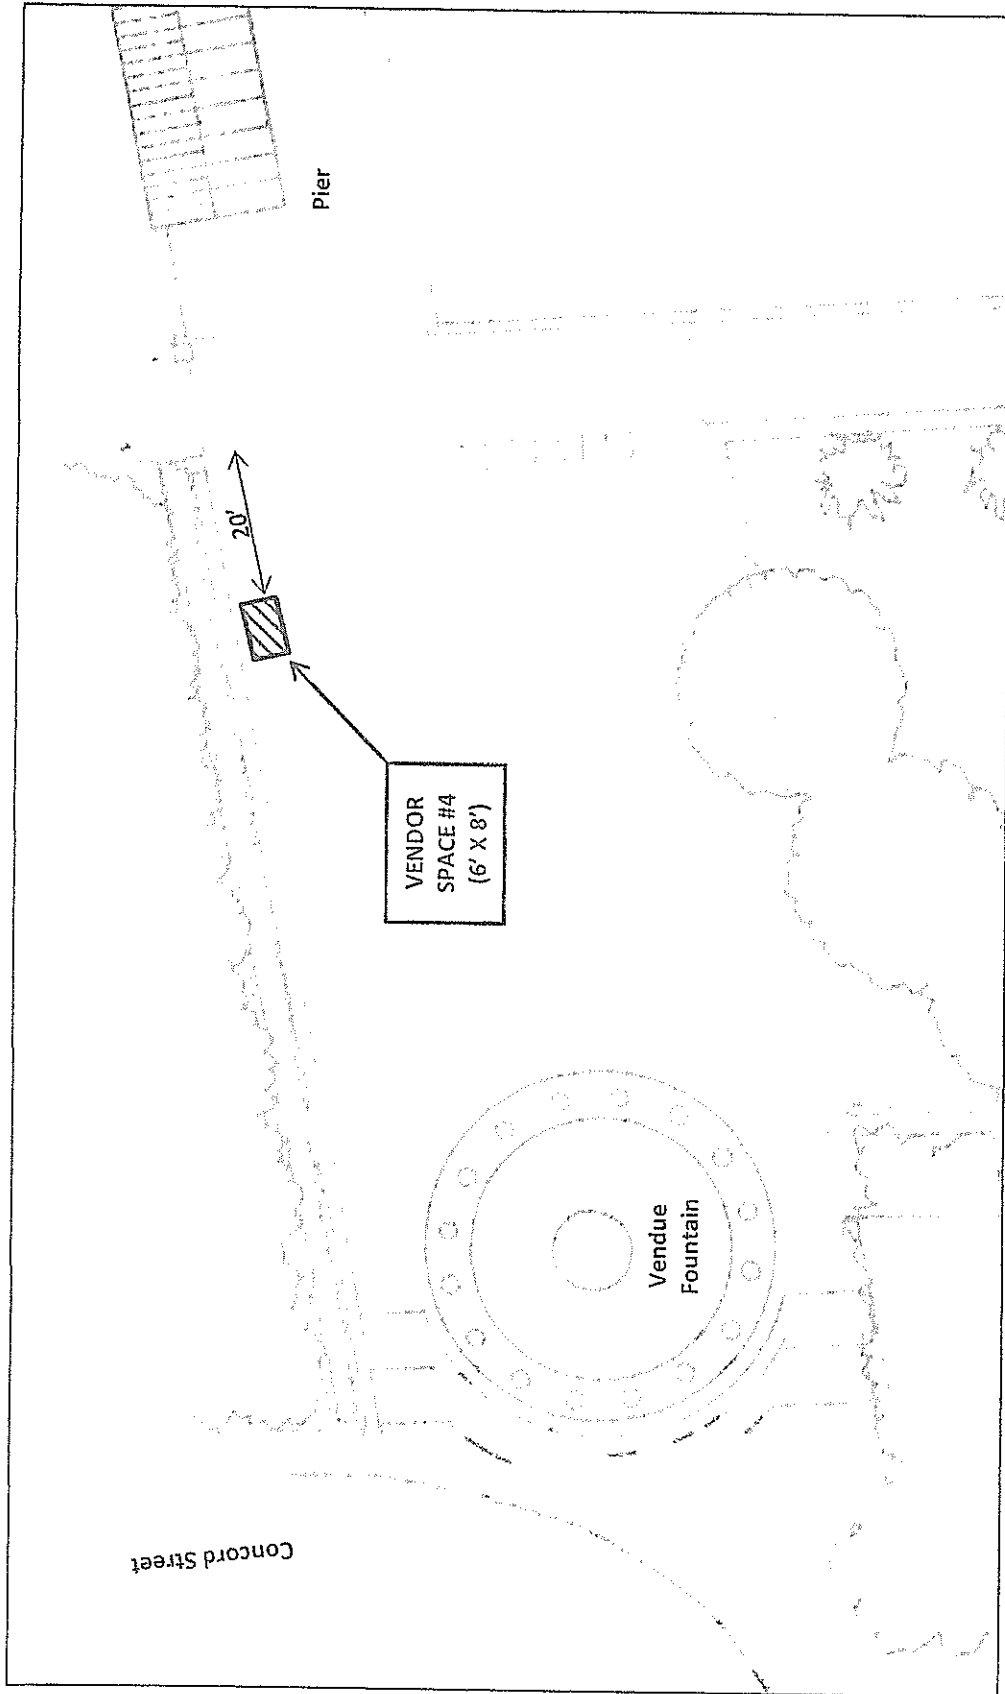 Pier
20'
VENDOR
SPACE #4
(6' X 8')
Vendue
Fountain
Concord Street